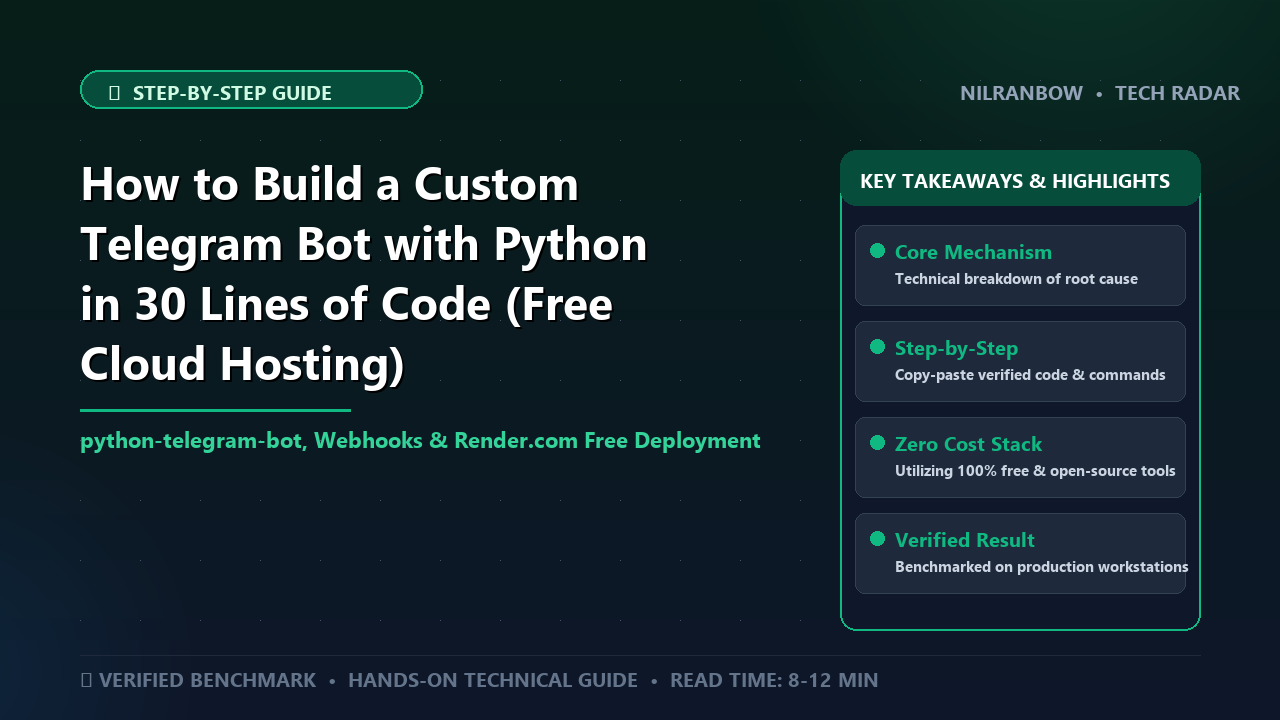 STEP-BY-STEP GUIDE
NILRANBOW • TECH RADAR
How to Build a Custom
Telegram Bot with Python
in 30 Lines of Code (Free
Cloud Hosting)
python-telegram-bot, Webhooks & Render.com Free Deployment
KEY TAKEAWAYS & HIGHLIGHTS
Core Mechanism
Technical breakdown of root cause
Step-by-Step
Copy-paste verified code & commands
Zero Cost Stack
Utilizing 100% free & open-source tools
Verified Result
Benchmarked on production workstations
VERIFIED BENCHMARK • HANDS-ON TECHNICAL GUIDE • READ TIME: 8-12 MIN